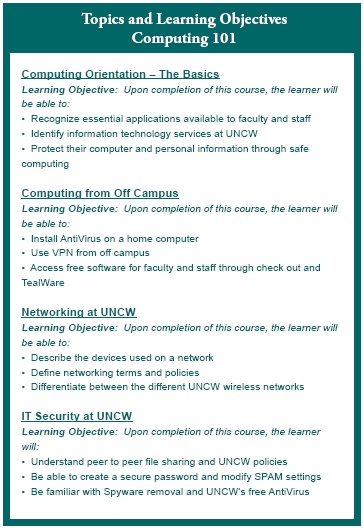 Topics and Learning Objectives
Computing 101
Computing Orientation – The Basics
Learning Objective:  Upon completion of this course, the learner will
be able to:
•  Recognize essential applications available to faculty and staff
•  Identify information technology services at UNCW
•  Protect their computer and personal information through safe
computing
Computing from Off Campus
Learning Objective:  Upon completion of this course, the learner will
be able to:
•  Install AntiVirus on a home computer
•  Use VPN from off campus
•  Access free software for faculty and staff through check out and
TealWare
Networking at UNCW
Learning Objective:  Upon completion of this course, the learner will
be able to:
•  Describe the devices used on a network
•  Define networking terms and policies
•  Differentiate between the different UNCW wireless networks
IT Security at UNCW
Learning Objective:  Upon completion of this course, the learner
will:
•  Understand peer to peer file sharing and UNCW policies
•  Be able to create a secure password and modify SPAM settings
•  Be familiar with Spyware removal and UNCW's free AntiVirus